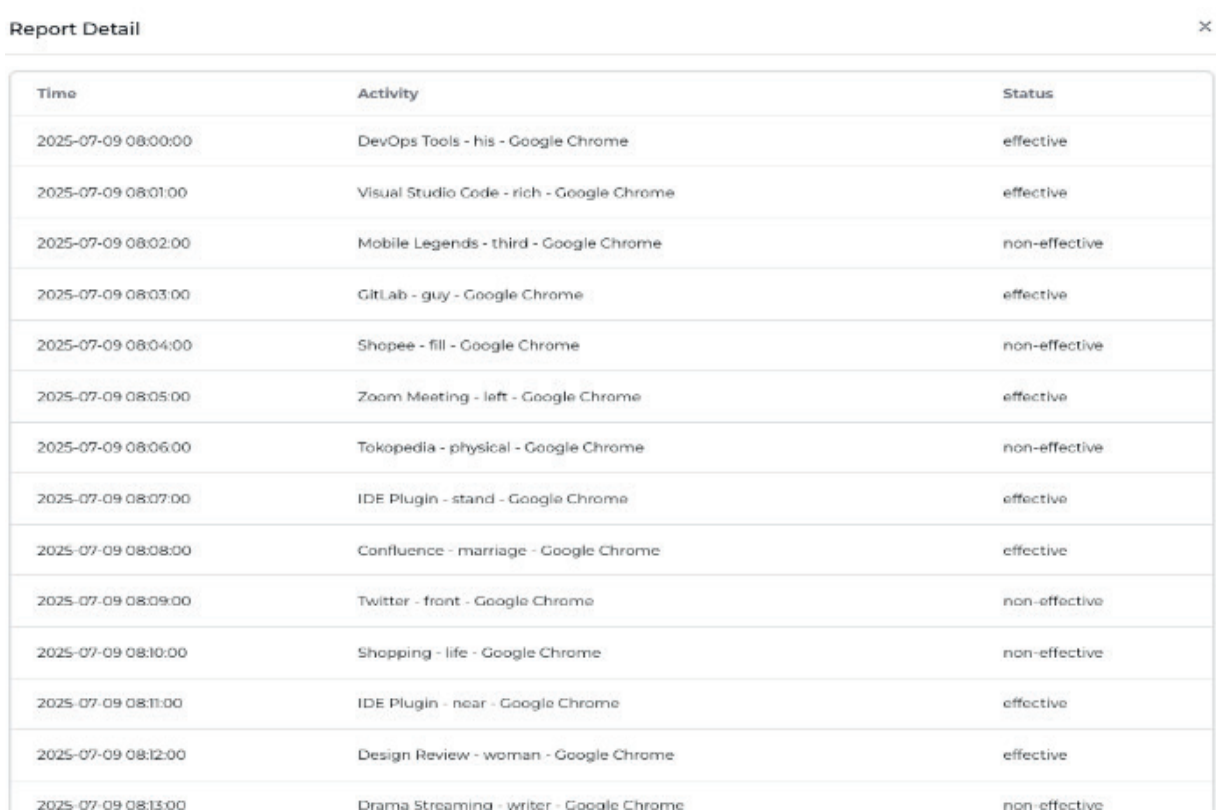 Report Detail ×
Time Activity Status
2025-07-09 08:00:00 DevOps Tools - his - Google Chrome effective
2025-07-09 08:01:00 Visual Studio Code - rich - Google Chrome effective
2025-07-09 08:02:00 Mobile Legends - third - Google Chrome non-effective
2025-07-09 08:03:00 GitLab - guy - Google Chrome effective
2025-07-09 08:04:00 Shopee - fill - Google Chrome non-effective
2025-07-09 08:05:00 Zoom Meeting - left - Google Chrome effective
2025-07-09 08:06:00 Tokopedia - physical - Google Chrome non-effective
2025-07-09 08:07:00 IDE Plugin - stand - Google Chrome effective
2025-07-09 08:08:00 Confluence - marriage - Google Chrome effective
2025-07-09 08:09:00 Twitter - front - Google Chrome non-effective
2025-07-09 08:10:00 Shopping - life - Google Chrome non-effective
2025-07-09 08:11:00 IDE Plugin - near - Google Chrome effective
2025-07-09 08:12:00 Design Review - woman - Google Chrome effective
2025-07-09 08:13:00 Drama Streaming - writer - Google Chrome non-effective